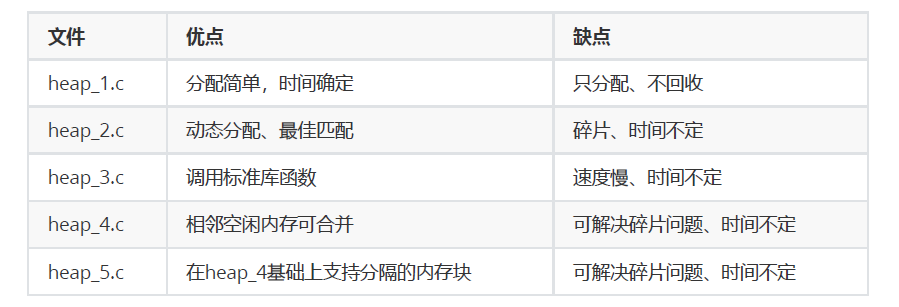 文件 优点 缺点
heap_1.c 分配简单，时间确定 只分配、不回收
heap_2.c 动态分配、最佳匹配 碎片、时间不定
heap_3.c 调用标准库函数 速度慢、时间不定
heap_4.c 相邻空闲内存可合并 可解决碎片问题、时间不定
heap_5.c 在heap_4基础上支持分隔的内存块 可解决碎片问题、时间不定